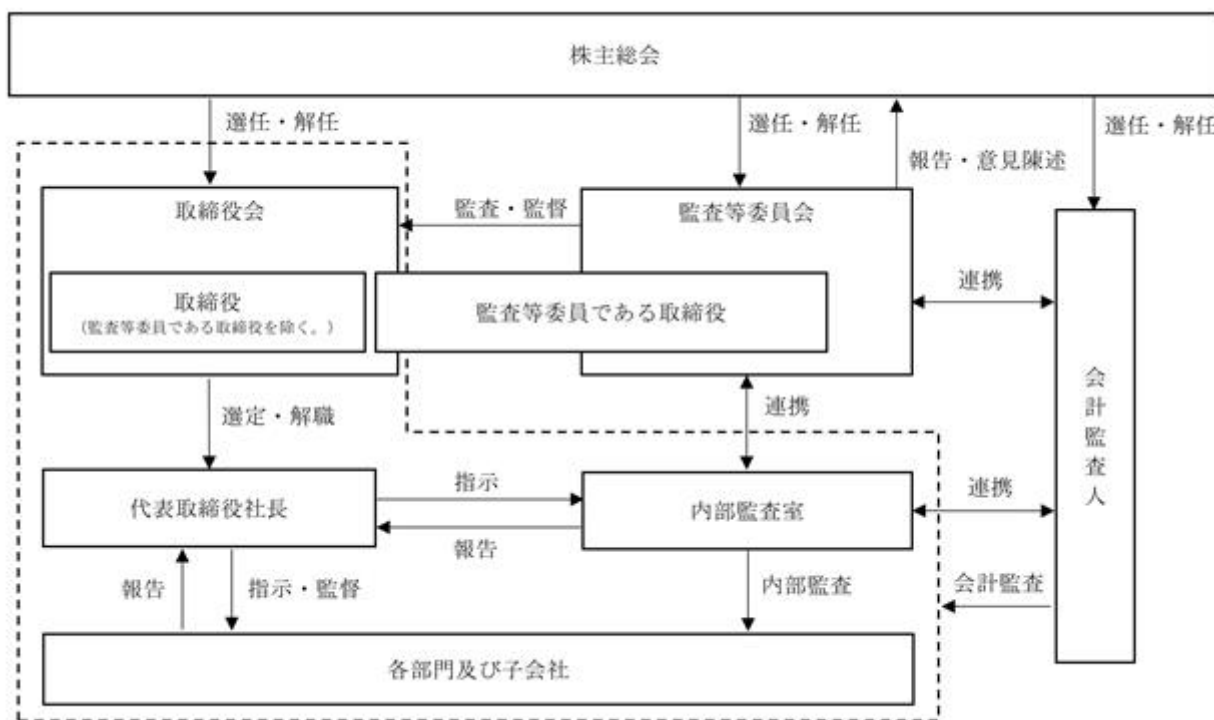 株主総会
選任・解任
選任・解任
選任・解任
報告・意見陳述
取締役会
監査・監督
監査等委員会
取締役
（監査等委員である取締役を除く。）
監査等委員である取締役
連携
会計監査人
選定・解職
連携
代表取締役社長
指示
報告
内部監査室
連携
報告
指示・監督
内部監査
会計監査
各部門及び子会社